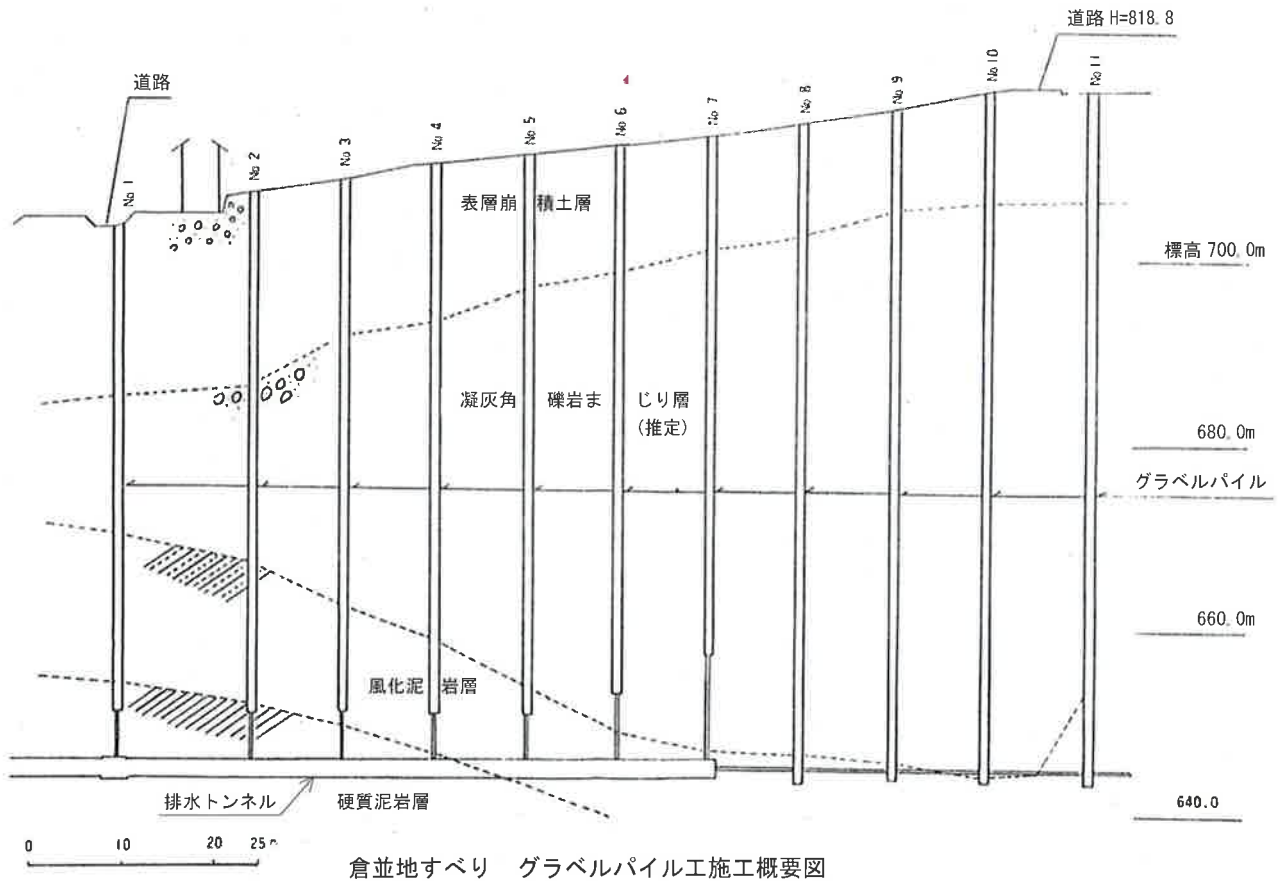 道路 H=818.8
道路
No 1
No 2
No 3
No 4
No 5
No 6
No 7
No 8
No 9
No 10
No 11
表層崩 積土層
標高 700.0m
凝灰角 礫岩ま じり層
(推定)
680.0m
グラベルパイル
660.0m
風化泥 岩層
排水トンネル
硬質泥岩層
640.0
0 10 20 25m
倉並地すべり グラベルパイル工施工概要図